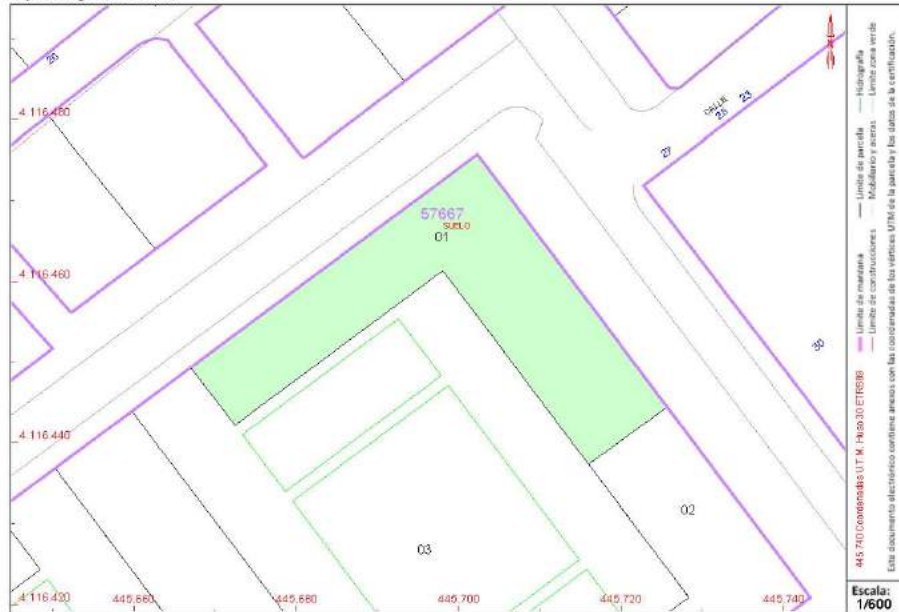 26
4.116.480
CALLE
23
25
27
57667
SUELO
01
4.116.460
30
4.116.440
02
03
4.116.420
445.660
445.680
445.700
445.720
445.740
445.740 Coordenadas U.T.M. Huso 30 ETRS89
Límite de manzana
Límite de parcela
Hidrografía
Límite de construcciones
Mobiliario y aceras
Límite zona verde
Este documento electrónico contiene anexos con las coordenadas de los vértices UTM de la parcela y los datos de la certificación.
Escala:
1/600